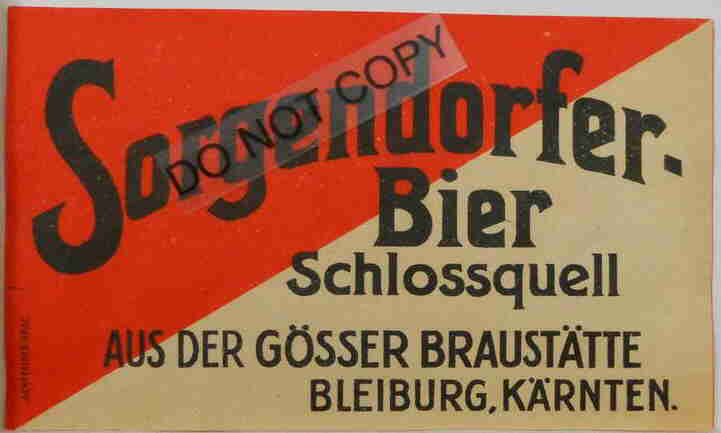 Sorgendorfer-
DO NOT COPY
Bier
Schlossquell
AUS DER GÖSSER BRAUSTÄTTE
BLEIBURG, KÄRNTEN.